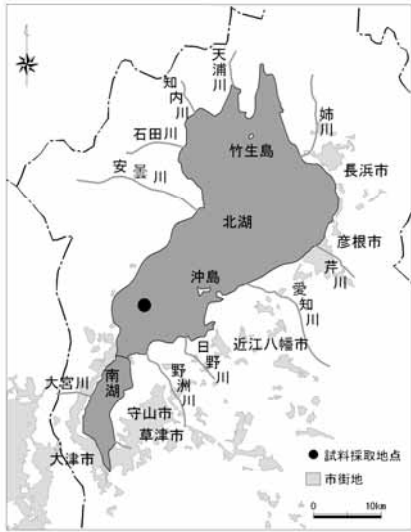 天浦川
知内川
姉川
石田川
竹生島
安曇川
長浜市
北湖
彦根市
沖島
芹川
愛知川
近江八幡市
日野川
大宮川
南湖
野洲川
守山市
草津市
大津市
試料採取地点
市街地
0
10km